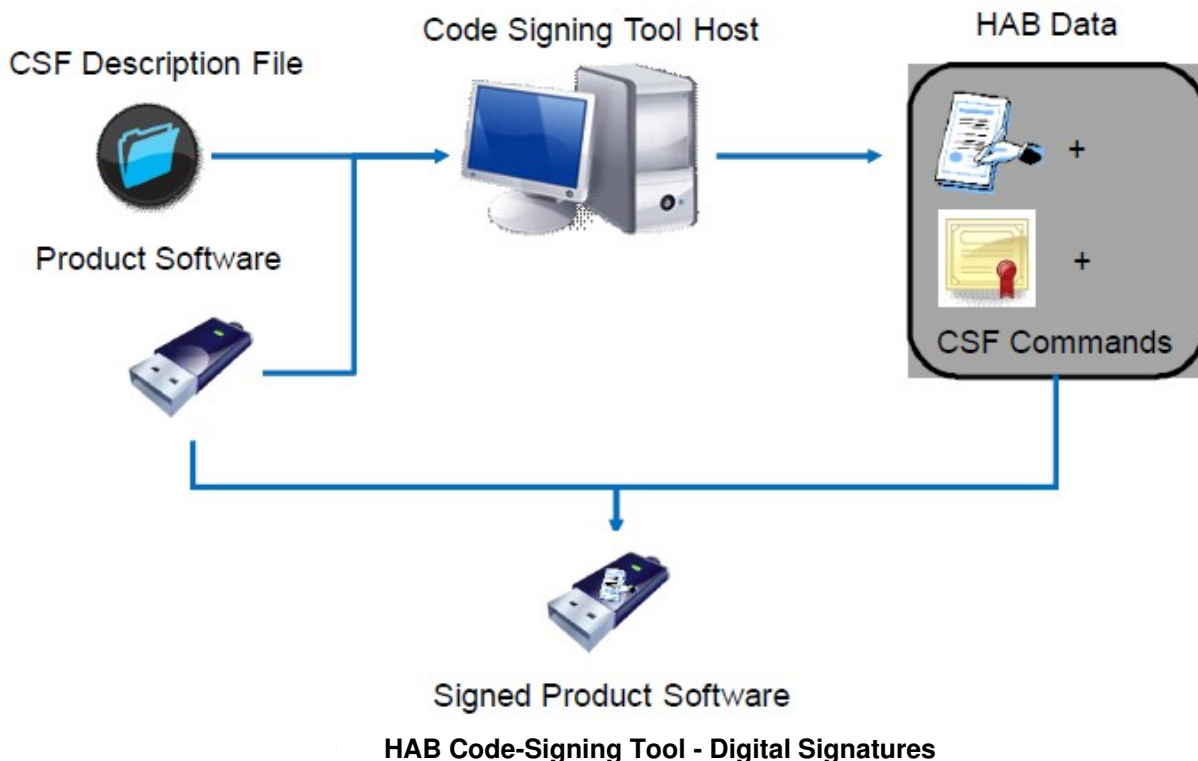 Code Signing Tool Host
HAB Data
CSF Description File
+
Product Software
+
CSF Commands
Signed Product Software
HAB Code-Signing Tool - Digital Signatures